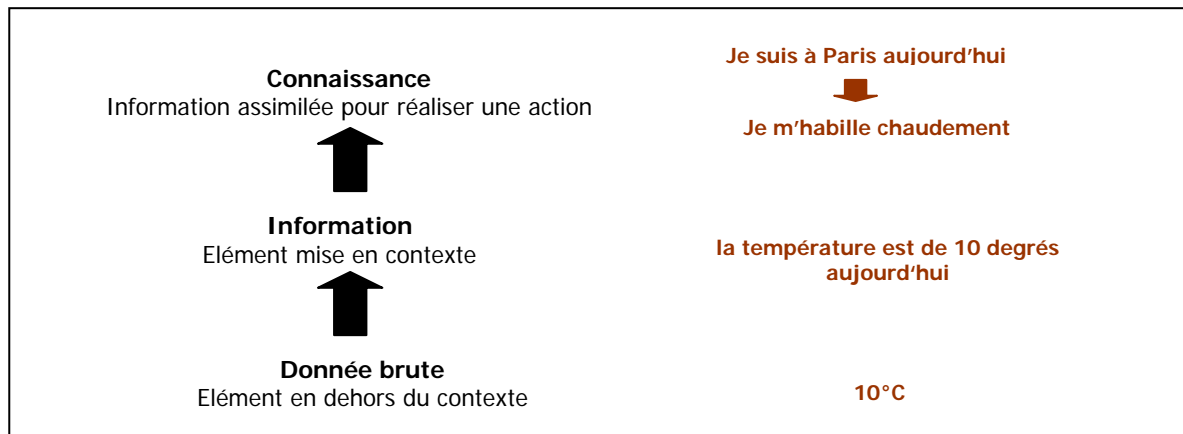 Connaissance
Information assimilée pour réaliser une action
Je suis à Paris aujourd'hui
Je m'habille chaudement
Information
Elément mise en contexte
la température est de 10 degrés
aujourd'hui
Donnée brute
Elément en dehors du contexte
10°C